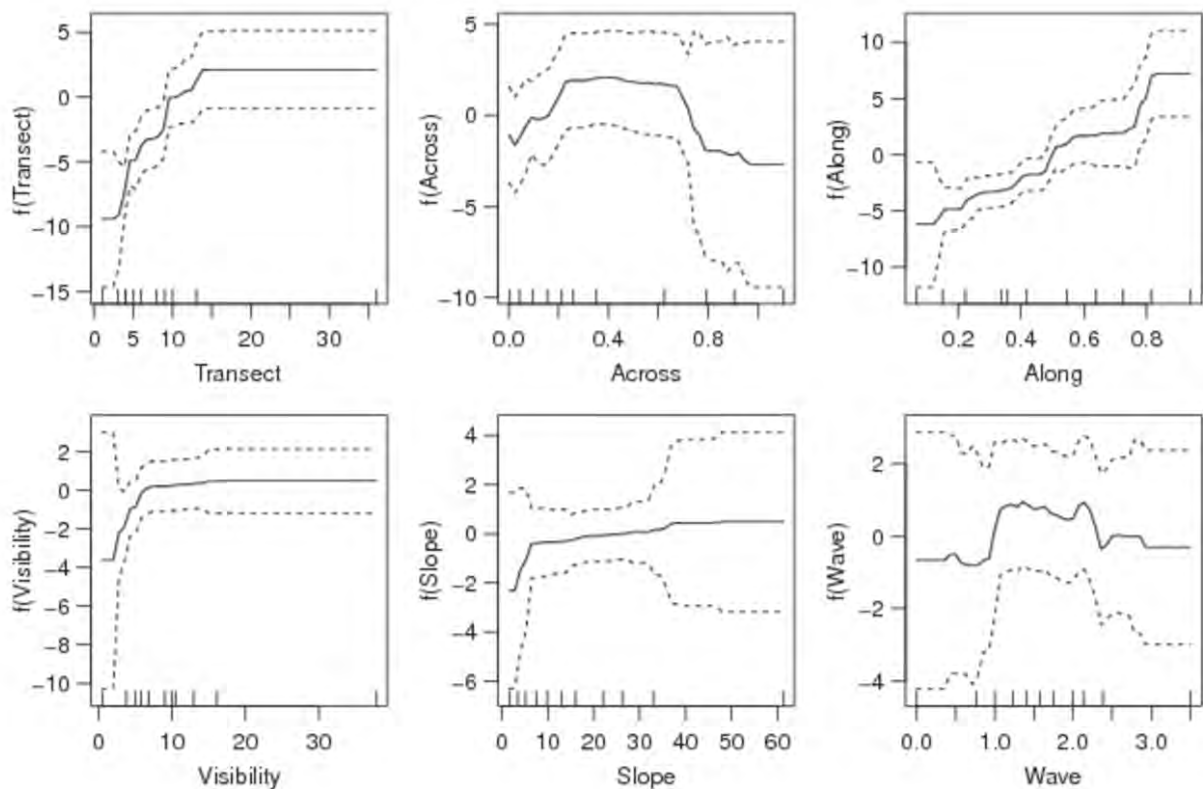 f(Transect)
5
0
−5
−10
−15
0 5 10 20 30
Transect
f(Across)
5
0
−5
−10
0.0 0.4 0.8
Across
f(Along)
10
5
0
−5
−10
0.2 0.4 0.6 0.8
Along
f(Visibility)
2
0
−2
−4
−6
−8
−10
0 10 20 30
Visibility
f(Slope)
4
2
0
−2
−4
−6
0 10 20 30 40 50 60
Slope
f(Wave)
2
0
−2
−4
0.0 1.0 2.0 3.0
Wave